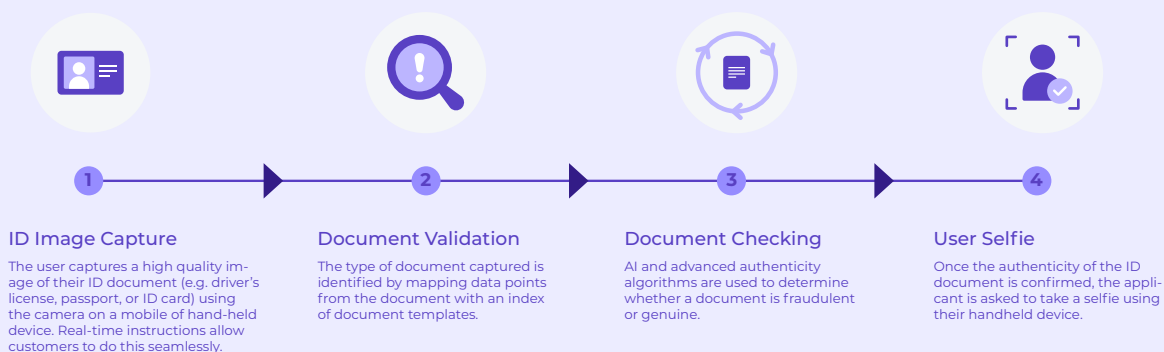 1
2
3
4
ID Image Capture
The user captures a high quality im-
age of their ID document (e.g. driver's
license, passport, or ID card) using
the camera on a mobile of hand-held
device. Real-time instructions allow
customers to do this seamlessly.
Document Validation
The type of document captured is
identified by mapping data points
from the document with an index
of document templates.
Document Checking
AI and advanced authenticity
algorithms are used to determine
whether a document is fraudulent
or genuine.
User Selfie
Once the authenticity of the ID
document is confirmed, the appli-
cant is asked to take a selfie using
their handheld device.